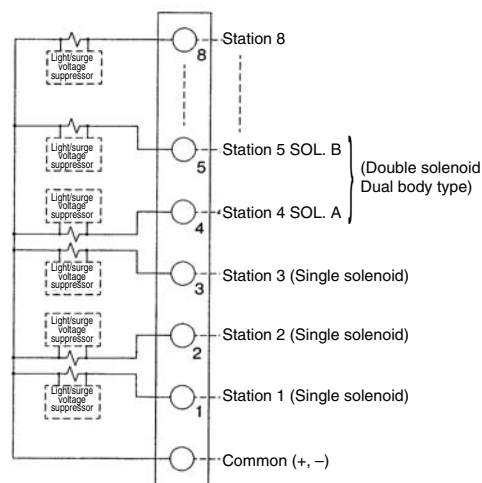 Light/surge
voltage
suppressor
8
Station 8
Light/surge
voltage
suppressor
5
Station 5 SOL. B
(Double solenoid
Dual body type)
Light/surge
voltage
suppressor
4
Station 4 SOL. A
Light/surge
voltage
suppressor
3
Station 3 (Single solenoid)
Light/surge
voltage
suppressor
2
Station 2 (Single solenoid)
Light/surge
voltage
suppressor
1
Station 1 (Single solenoid)
Common (+, –)